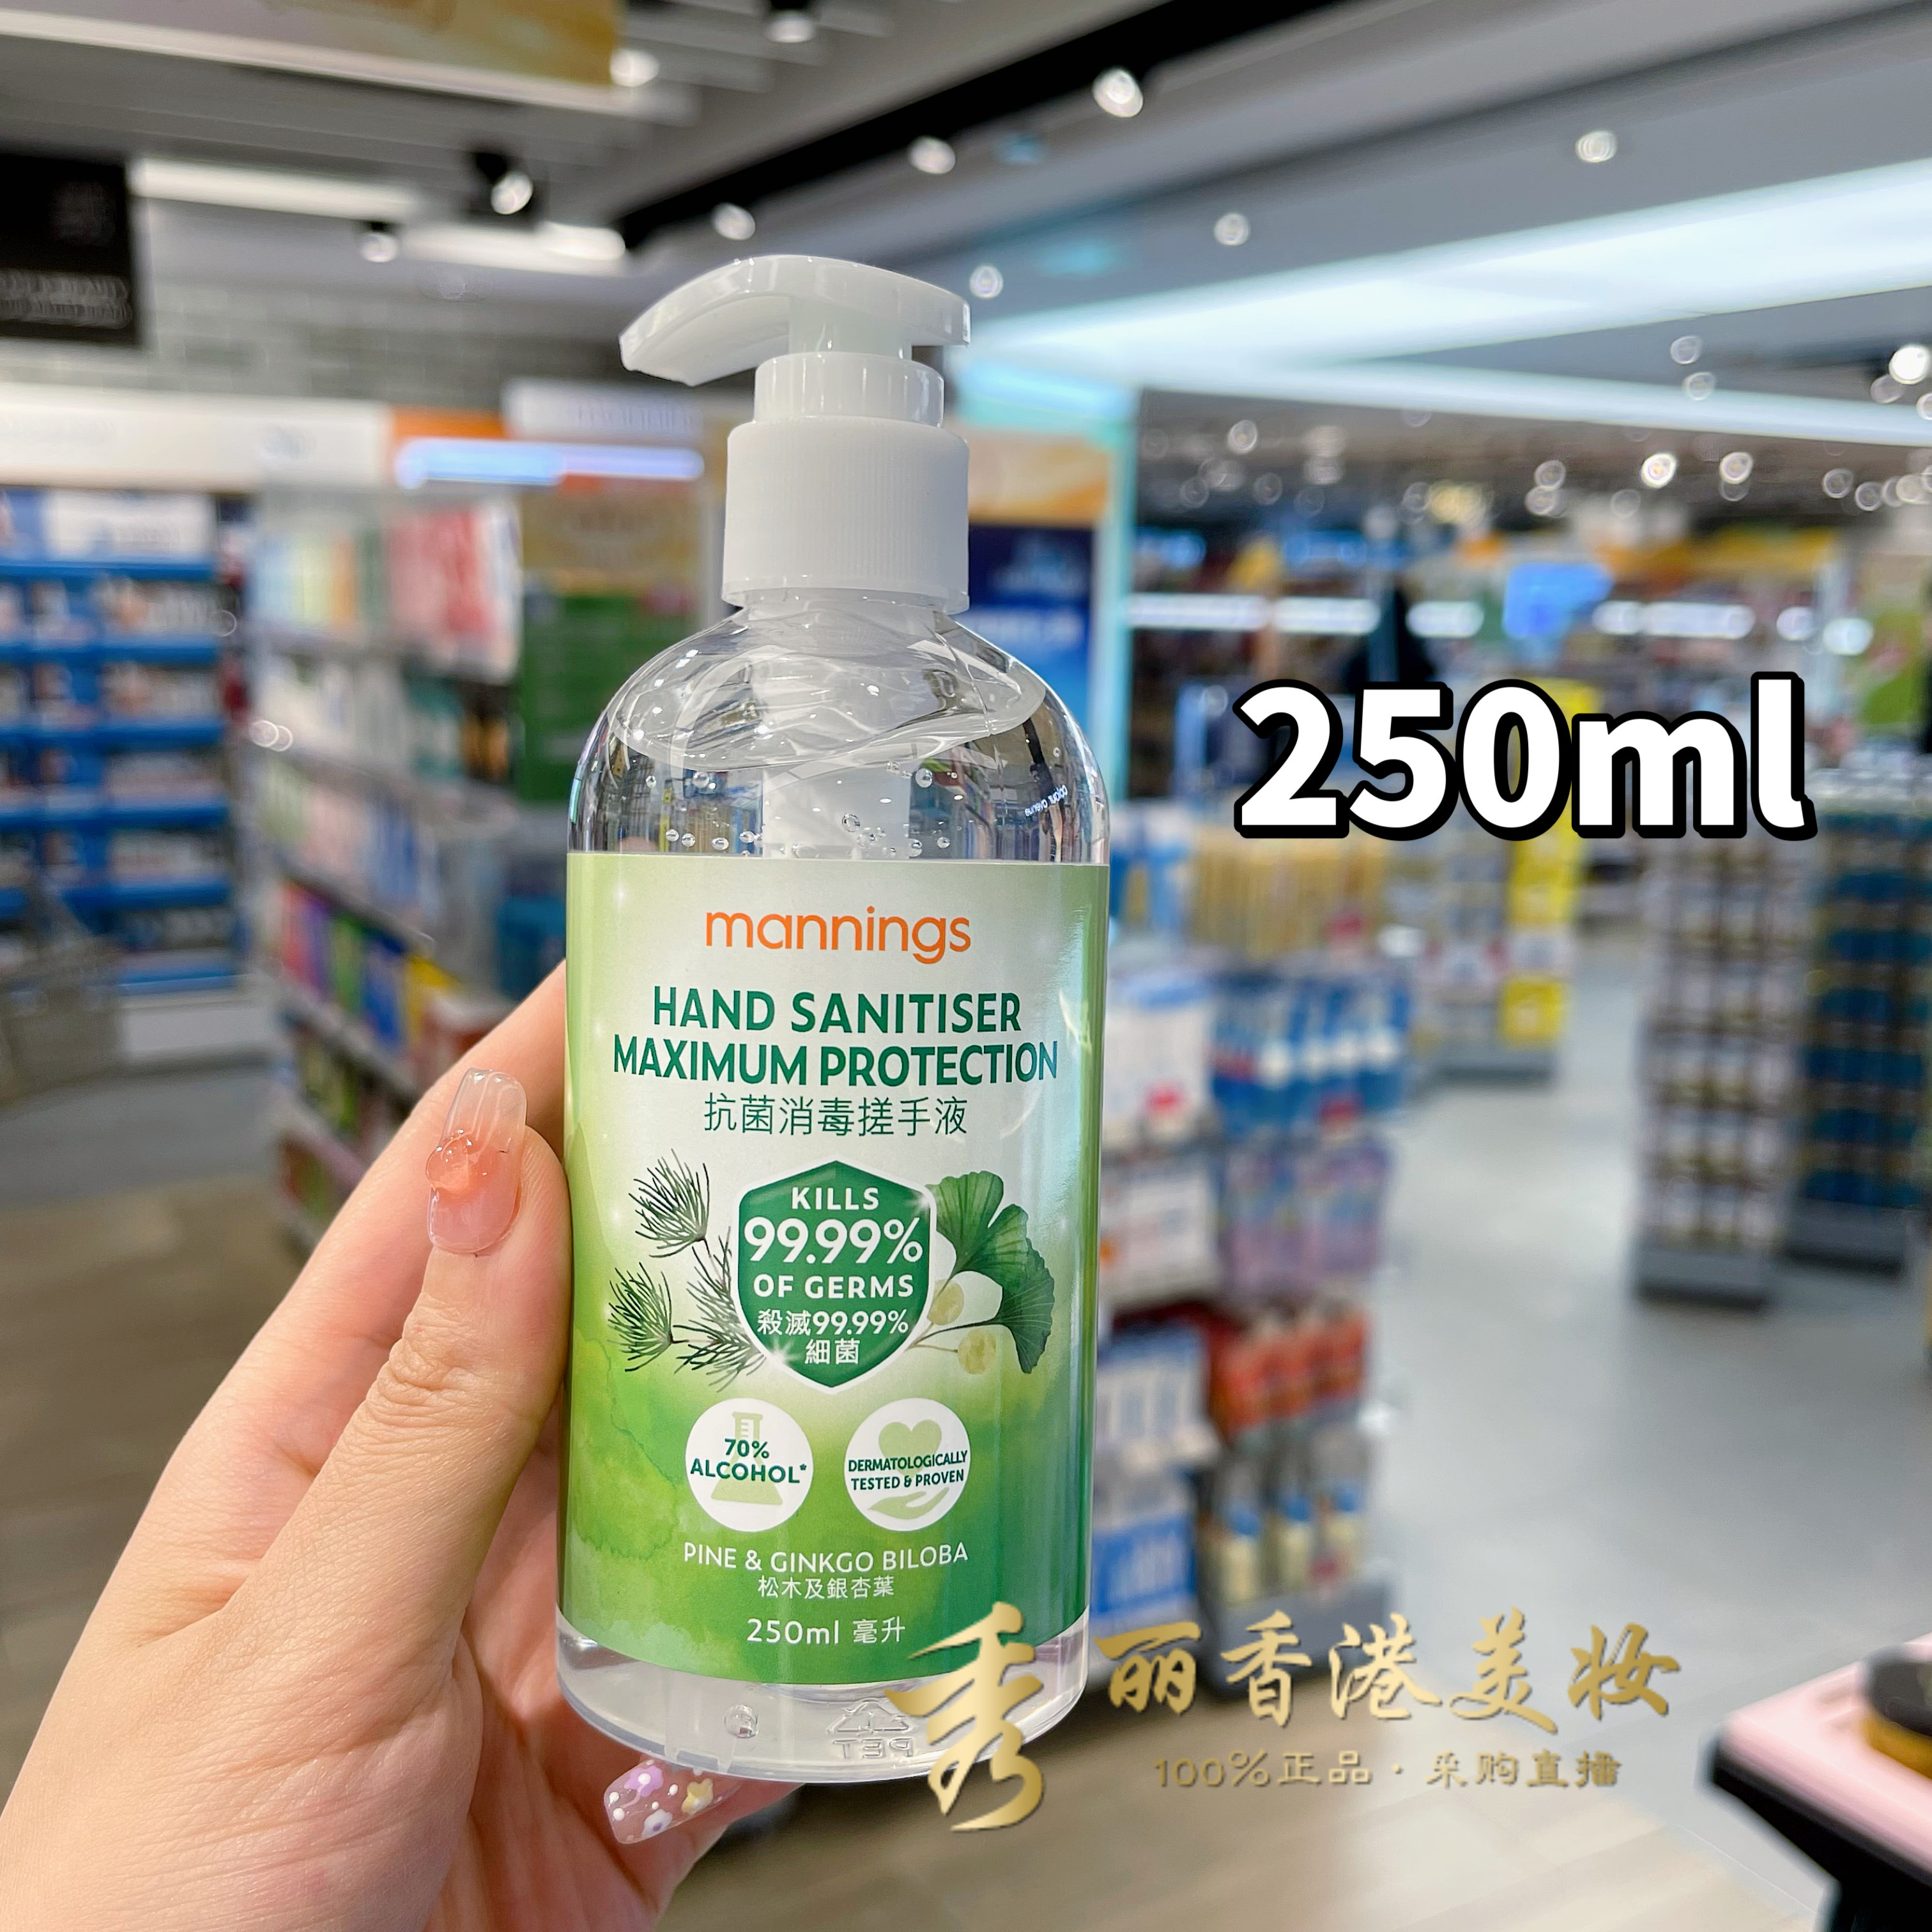 250ml
mannings
HAND SANITISER
MAXIMUM PROTECTION
抗菌消毒搓手液
KILLS
99.99%
OF GERMS
殺滅99.99%
細菌
70%
ALCOHOL*
DERMATOLOGICALLY
TESTED & PROVEN
PINE & GINKGO BILOBA
松木及銀杏葉
250ml 毫升
PET
秀丽香港美妆
100%正品·采购直播